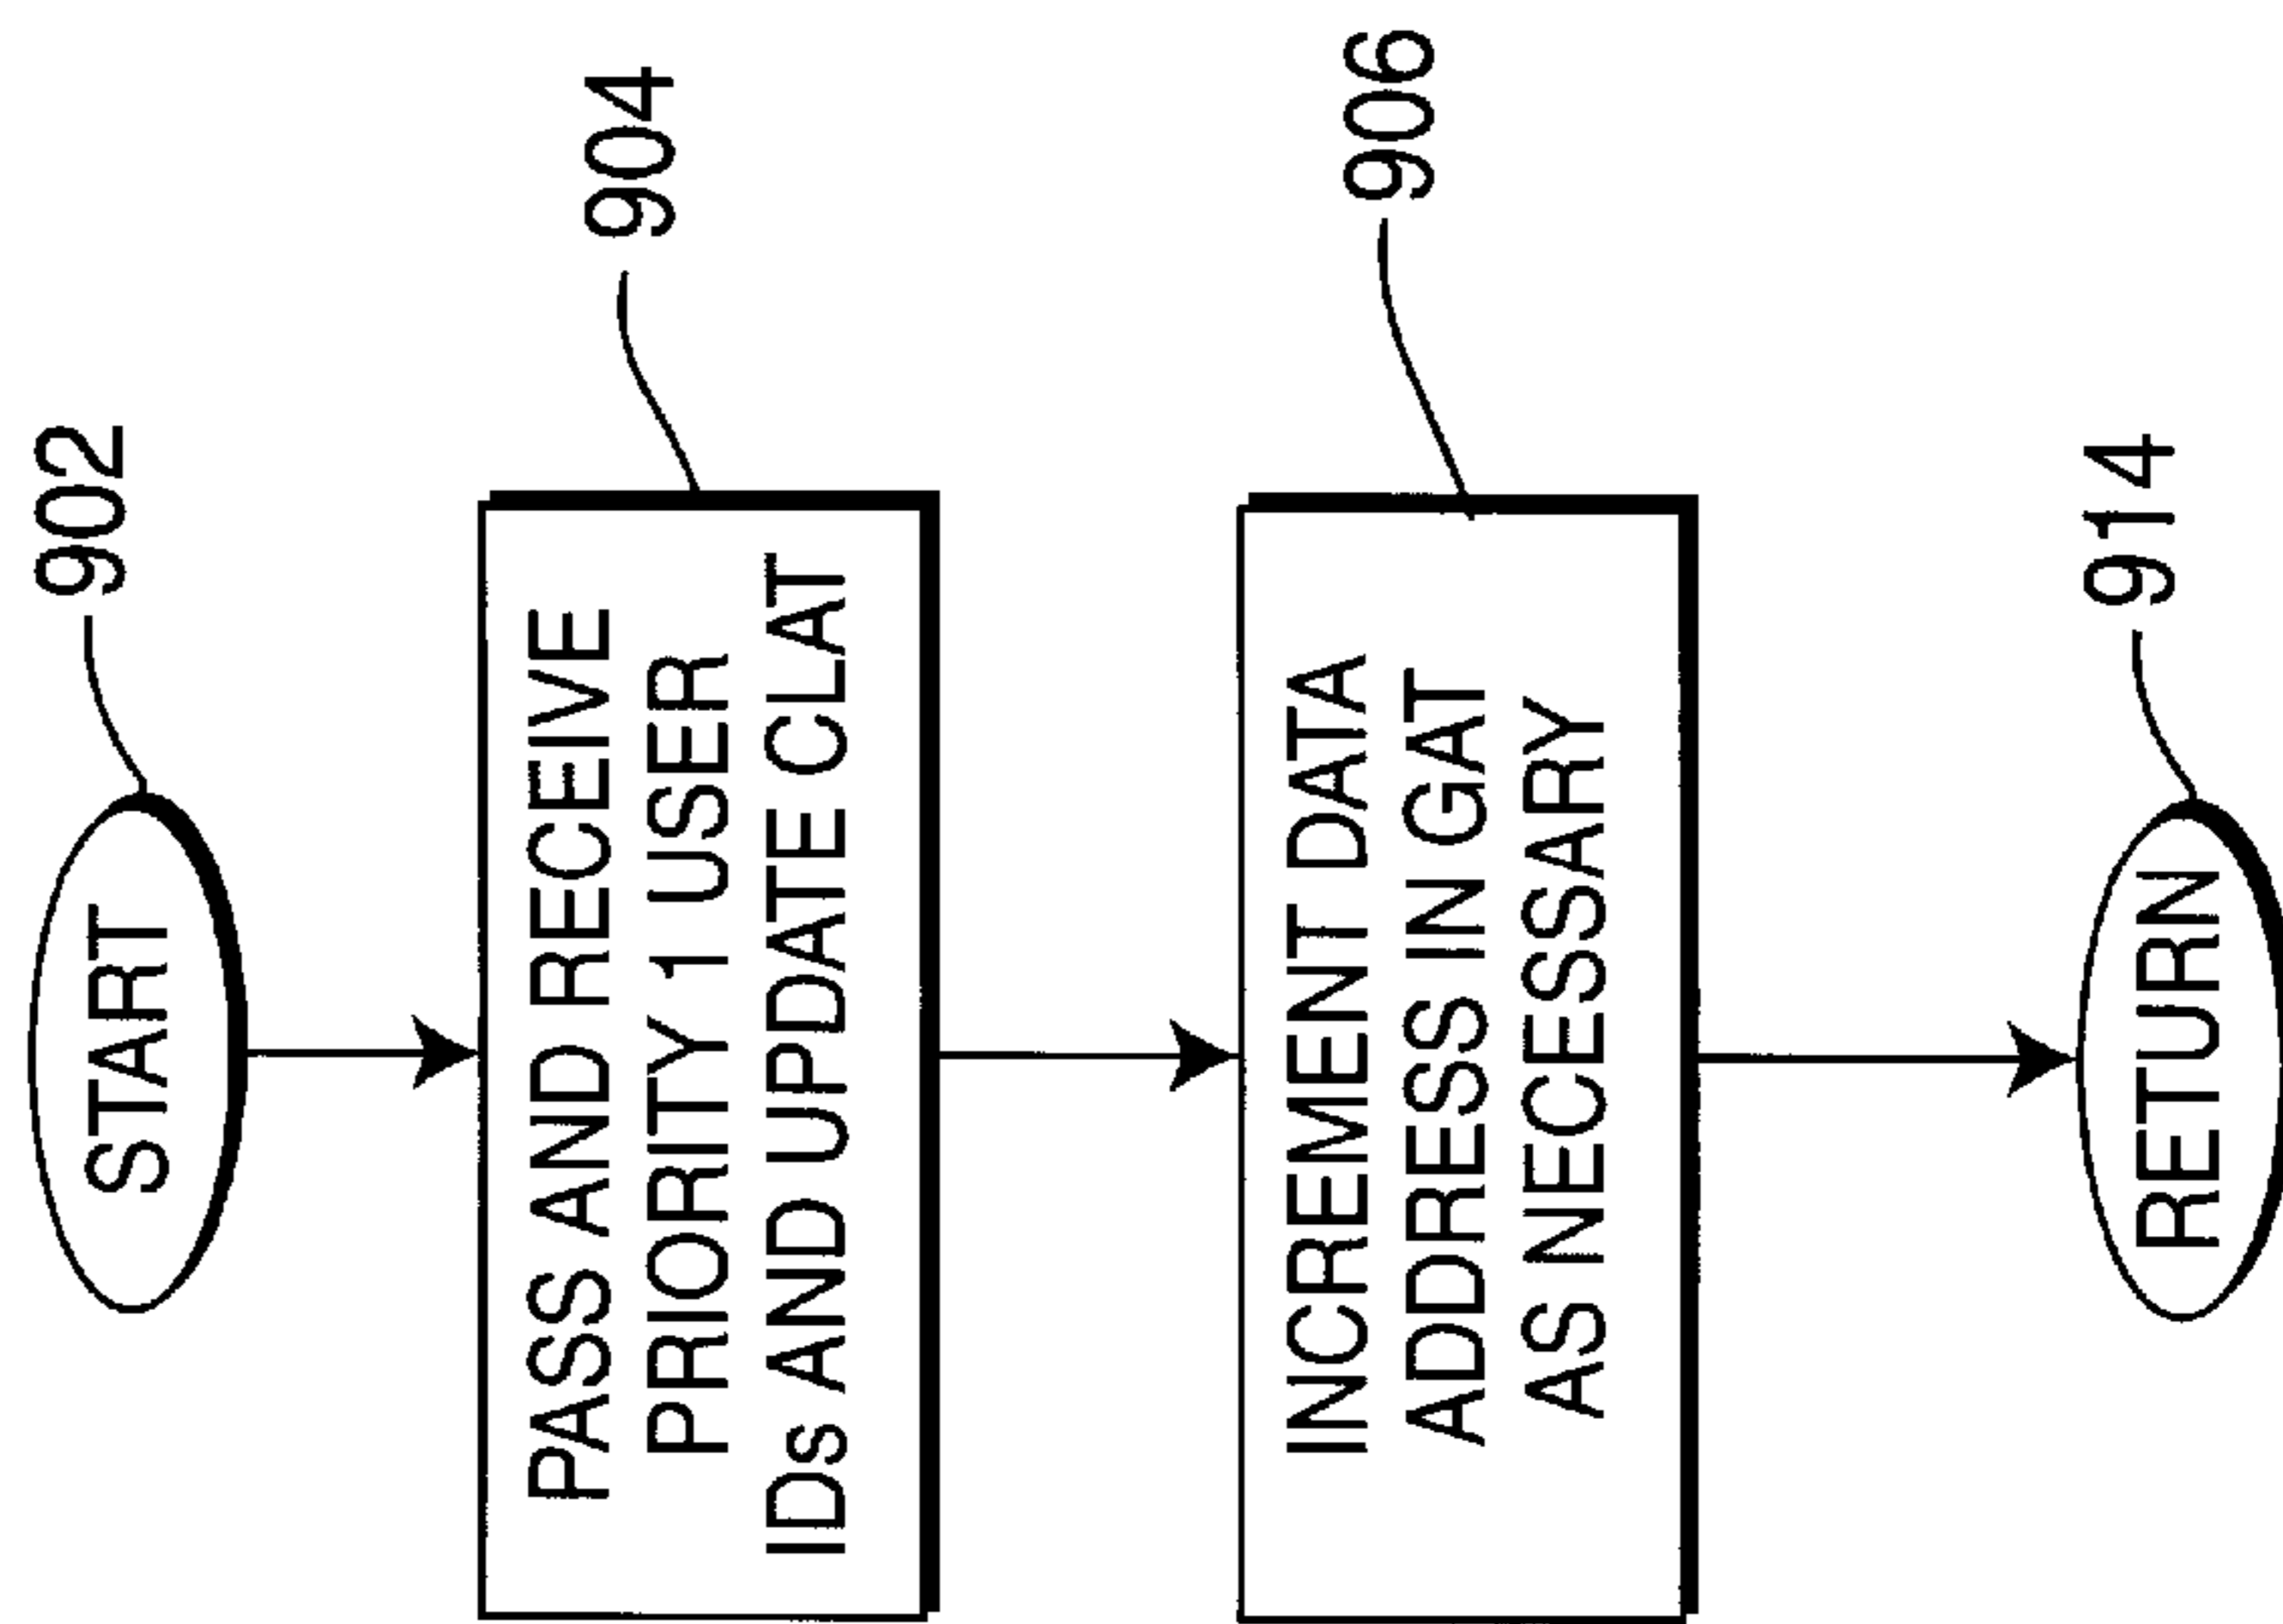 902
START
904
PASS AND RECEIVE
PRIORITY 1 USER
IDs AND UPDATE CLAT
906
INCREMENT DATA
ADDRESS IN GAT
AS NECESSARY
914
RETURN